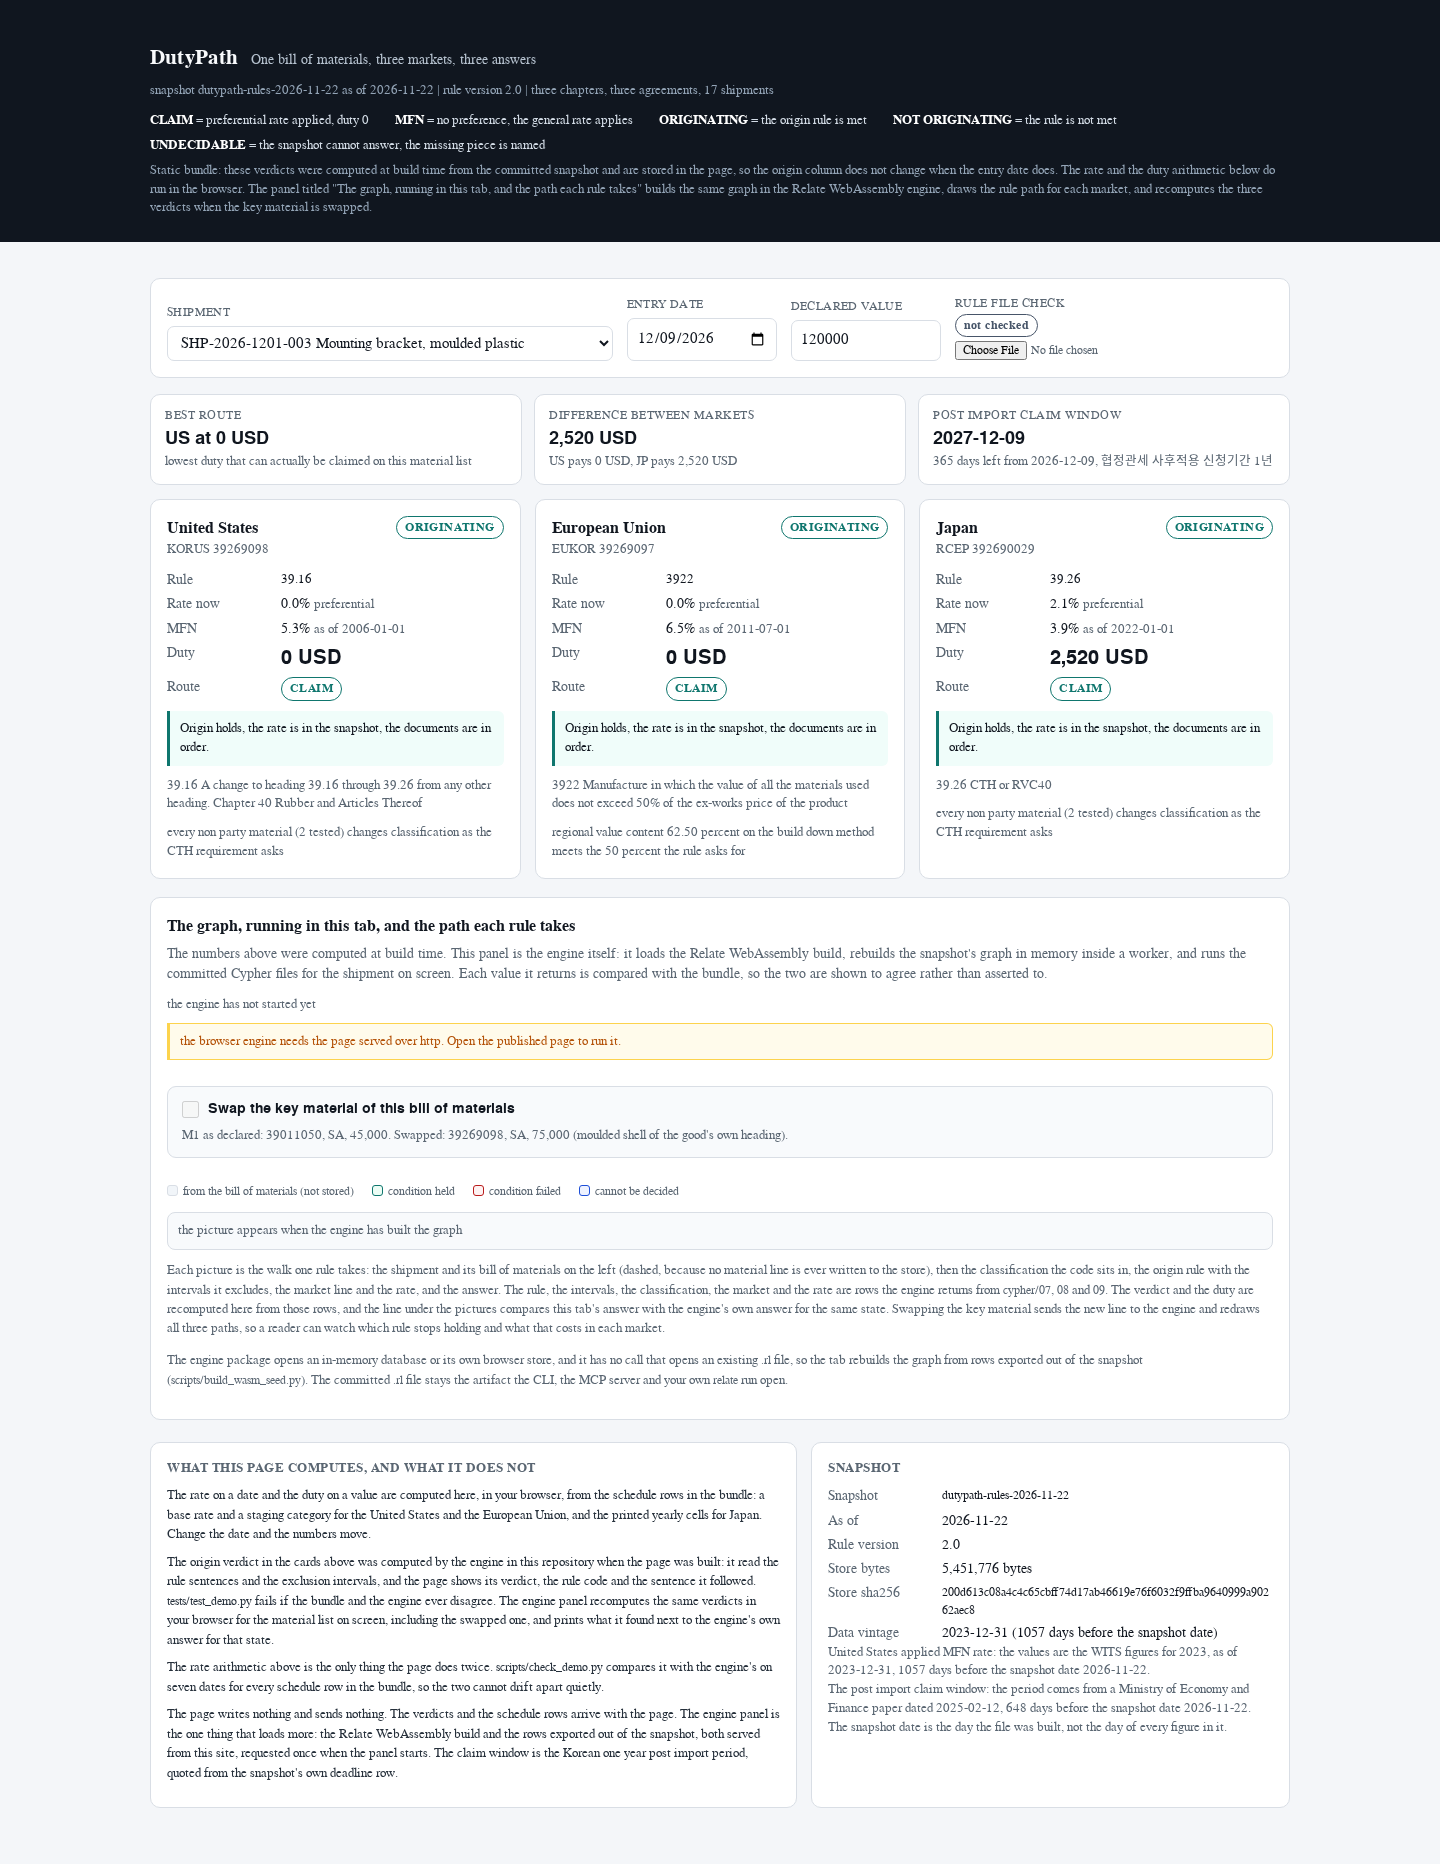 DutyPath One bill of materials, three markets, three answers
snapshot dutypath-rules-2026-11-22 as of 2026-11-22 | rule version 2.0 | three chapters, three agreements, 17 shipments
CLAIM = preferential rate applied, duty 0 MFN = no preference, the general rate applies ORIGINATING = the origin rule is met NOT ORIGINATING = the rule is not met
UNDECIDABLE = the snapshot cannot answer, the missing piece is named
Static bundle: these verdicts were computed at build time from the committed snapshot and are stored in the page, so the origin column does not change when the entry date does. The rate and the duty arithmetic below do
run in the browser. The panel titled "The graph, running in this tab, and the path each rule takes" builds the same graph in the Relate WebAssembly engine, draws the rule path for each market, and recomputes the three
verdicts when the key material is swapped.
SHIPMENT
SHP-2026-1201-003 Mounting bracket, moulded plastic
ENTRY DATE
12/09/2026
DECLARED VALUE
120000
RULE FILE CHECK
not checked
Choose File No file chosen
BEST ROUTE
US at 0 USD
lowest duty that can actually be claimed on this material list
DIFFERENCE BETWEEN MARKETS
2,520 USD
US pays 0 USD, JP pays 2,520 USD
POST IMPORT CLAIM WINDOW
2027-12-09
365 days left from 2026-12-09, 협정관세 사후적용 신청기간 1년
United States ORIGINATING
KORUS 39269098
Rule 39.16
Rate now 0.0% preferential
MFN 5.3% as of 2006-01-01
Duty 0 USD
Route CLAIM
Origin holds, the rate is in the snapshot, the documents are in
order.
39.16 A change to heading 39.16 through 39.26 from any other
heading. Chapter 40 Rubber and Articles Thereof
every non party material (2 tested) changes classification as the
CTH requirement asks
European Union ORIGINATING
EUKOR 39269097
Rule 3922
Rate now 0.0% preferential
MFN 6.5% as of 2011-07-01
Duty 0 USD
Route CLAIM
Origin holds, the rate is in the snapshot, the documents are in
order.
3922 Manufacture in which the value of all the materials used
does not exceed 50% of the ex-works price of the product
regional value content 62.50 percent on the build down method
meets the 50 percent the rule asks for
Japan ORIGINATING
RCEP 392690029
Rule 39.26
Rate now 2.1% preferential
MFN 3.9% as of 2022-01-01
Duty 2,520 USD
Route CLAIM
Origin holds, the rate is in the snapshot, the documents are in
order.
39.26 CTH or RVC40
every non party material (2 tested) changes classification as the
CTH requirement asks
The graph, running in this tab, and the path each rule takes
The numbers above were computed at build time. This panel is the engine itself: it loads the Relate WebAssembly build, rebuilds the snapshot's graph in memory inside a worker, and runs the
committed Cypher files for the shipment on screen. Each value it returns is compared with the bundle, so the two are shown to agree rather than asserted to.
the engine has not started yet
the browser engine needs the page served over http. Open the published page to run it.
Swap the key material of this bill of materials
M1 as declared: 39011050, SA, 45,000. Swapped: 39269098, SA, 75,000 (moulded shell of the good's own heading).
from the bill of materials (not stored) condition held condition failed cannot be decided
the picture appears when the engine has built the graph
Each picture is the walk one rule takes: the shipment and its bill of materials on the left (dashed, because no material line is ever written to the store), then the classification the code sits in, the origin rule with the
intervals it excludes, the market line and the rate, and the answer. The rule, the intervals, the classification, the market and the rate are rows the engine returns from cypher/07, 08 and 09. The verdict and the duty are
recomputed here from those rows, and the line under the pictures compares this tab's answer with the engine's own answer for the same state. Swapping the key material sends the new line to the engine and redraws
all three paths, so a reader can watch which rule stops holding and what that costs in each market.
The engine package opens an in-memory database or its own browser store, and it has no call that opens an existing .rl file, so the tab rebuilds the graph from rows exported out of the snapshot
(scripts/build_wasm_seed.py). The committed .rl file stays the artifact the CLI, the MCP server and your own relate run open.
WHAT THIS PAGE COMPUTES, AND WHAT IT DOES NOT
The rate on a date and the duty on a value are computed here, in your browser, from the schedule rows in the bundle: a
base rate and a staging category for the United States and the European Union, and the printed yearly cells for Japan.
Change the date and the numbers move.
The origin verdict in the cards above was computed by the engine in this repository when the page was built: it read the
rule sentences and the exclusion intervals, and the page shows its verdict, the rule code and the sentence it followed.
tests/test_demo.py fails if the bundle and the engine ever disagree. The engine panel recomputes the same verdicts in
your browser for the material list on screen, including the swapped one, and prints what it found next to the engine's own
answer for that state.
The rate arithmetic above is the only thing the page does twice. scripts/check_demo.py compares it with the engine's on
seven dates for every schedule row in the bundle, so the two cannot drift apart quietly.
The page writes nothing and sends nothing. The verdicts and the schedule rows arrive with the page. The engine panel is
the one thing that loads more: the Relate WebAssembly build and the rows exported out of the snapshot, both served
from this site, requested once when the panel starts. The claim window is the Korean one year post import period,
quoted from the snapshot's own deadline row.
SNAPSHOT
Snapshot dutypath-rules-2026-11-22
As of 2026-11-22
Rule version 2.0
Store bytes 5,451,776 bytes
Store sha256 200d613c08a4c4c65cbff74d17ab46619e76f6032f9ffba9640999a902
62aec8
Data vintage 2023-12-31 (1057 days before the snapshot date)
United States applied MFN rate: the values are the WITS figures for 2023, as of
2023-12-31, 1057 days before the snapshot date 2026-11-22.
The post import claim window: the period comes from a Ministry of Economy and
Finance paper dated 2025-02-12, 648 days before the snapshot date 2026-11-22.
The snapshot date is the day the file was built, not the day of every figure in it.